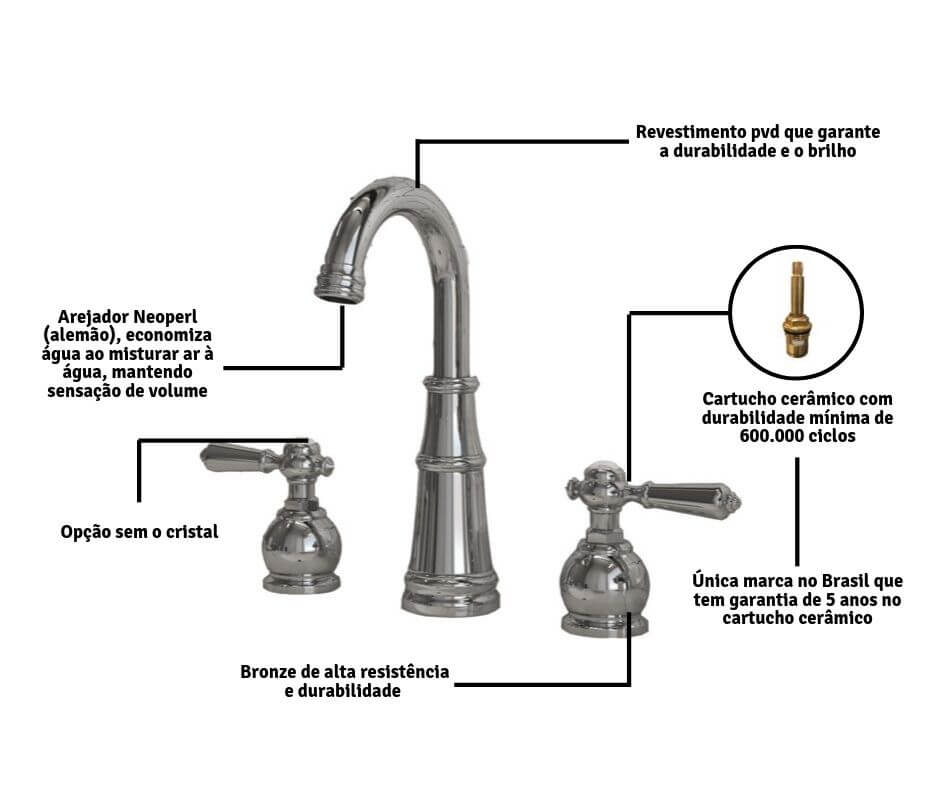 Revestimento pvd que garante
a durabilidade e o brilho
Arejador Neoperl
(alemão), economiza
água ao misturar ar à
água, mantendo
sensação de volume
Cartucho cerâmico com
durabilidade mínima de
600.000 ciclos
Opção sem o cristal
Única marca no Brasil que
tem garantia de 5 anos no
cartucho cerâmico
Bronze de alta resistência
e durabilidade